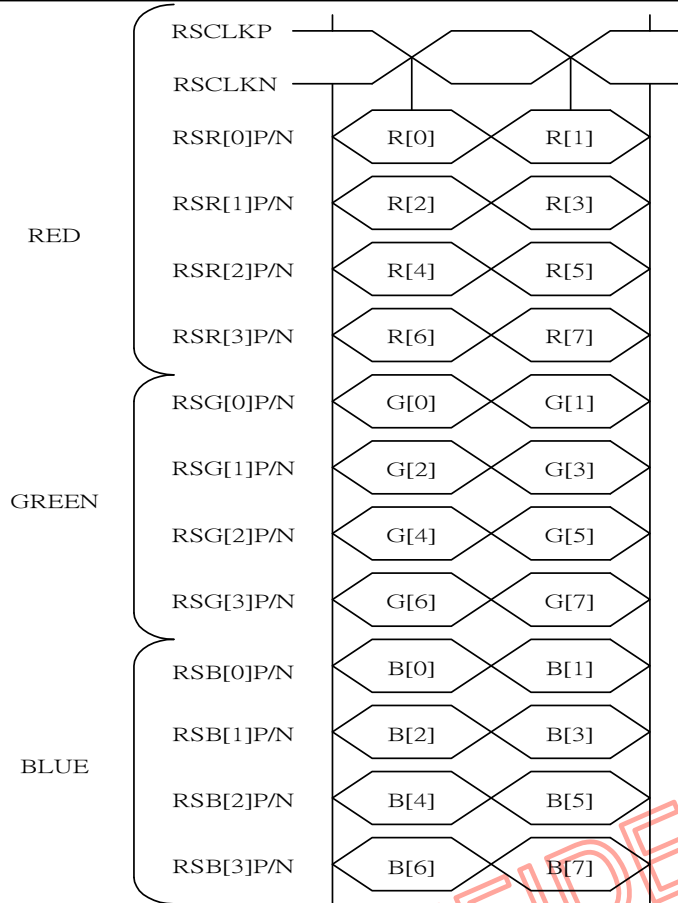 RSCLKP
RSCLKN
RSR[0]P/N R[0] R[1]
RSR[1]P/N R[2] R[3]
RED
RSR[2]P/N R[4] R[5]
RSR[3]P/N R[6] R[7]
RSG[0]P/N G[0] G[1]
RSG[1]P/N G[2] G[3]
GREEN
RSG[2]P/N G[4] G[5]
RSG[3]P/N G[6] G[7]
RSB[0]P/N B[0] B[1]
RSB[1]P/N B[2] B[3]
BLUE
RSB[2]P/N B[4] B[5]
RSB[3]P/N B[6] B[7]